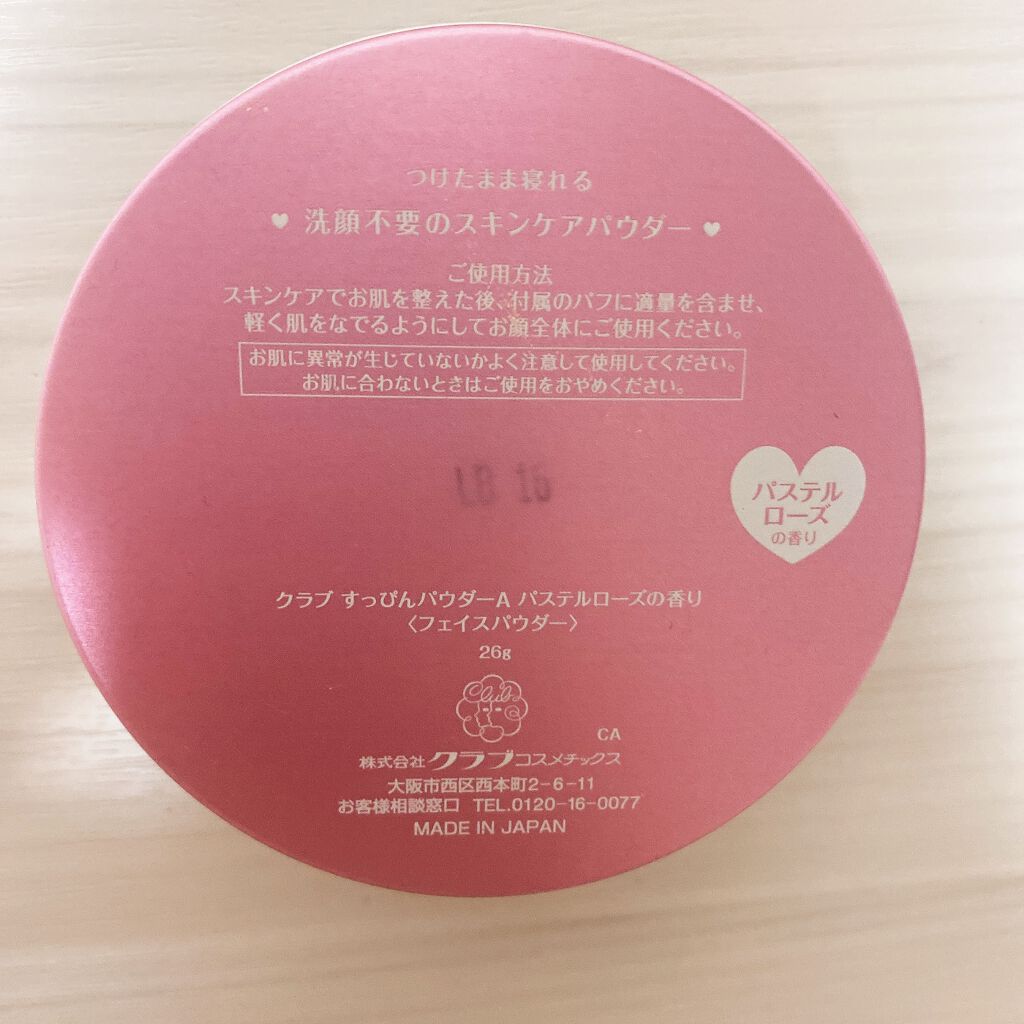 つけたまま寝れる
♥ 洗顔不要のスキンケアパウダー ♥
ご使用方法
スキンケアでお肌を整えた後、付属のパフに適量を含ませ、
軽く肌をなでるようにしてお顔全体にご使用ください。
お肌に異常が生じていないかよく注意して使用してください。
お肌に合わないときはご使用をおやめください。
パステル
ローズ
の香り
クラブ すっぴんパウダーA パステルローズの香り
〈フェイスパウダー〉
26g
Club
CA
株式会社クラブコスメチックス
大阪市西区西本町2-6-11
お客様相談窓口 TEL.0120-16-0077
MADE IN JAPAN